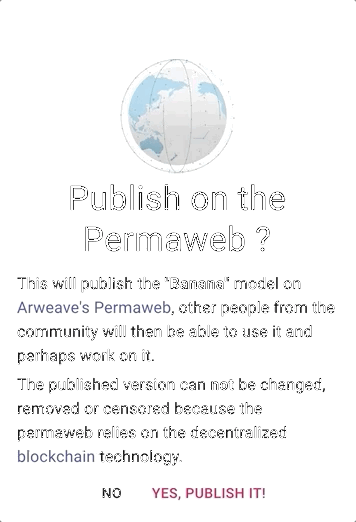 Publish on the
Permaweb ?
This will publish the "Banana" model on
Arweave's Permaweb, other people from the
community will then be able to use it and
perhaps work on it.
The published version can not be changed,
removed or censored because the
permaweb relies on the decentralized
blockchain technology.
NO YES, PUBLISH IT!